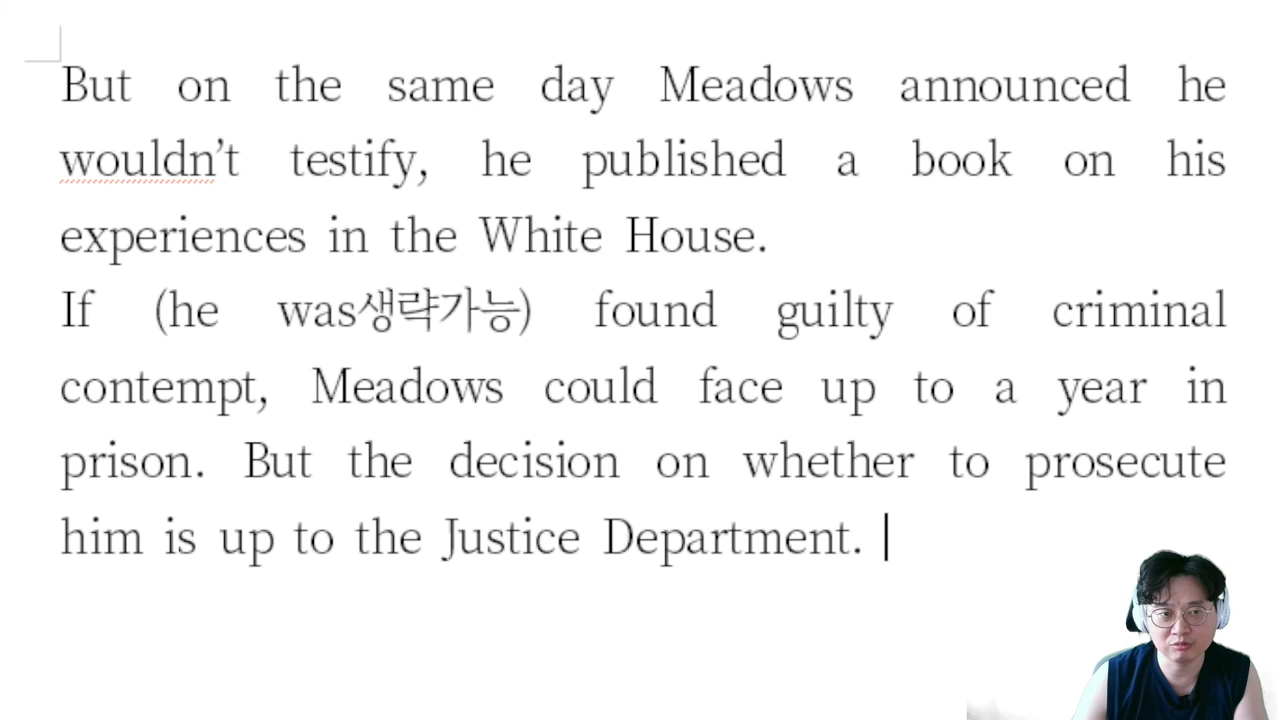 But on the same day Meadows announced he
wouldn’t testify, he published a book on his
experiences in the White House.
If (he was생략가능) found guilty of criminal
contempt, Meadows could face up to a year in
prison. But the decision on whether to prosecute
him is up to the Justice Department.